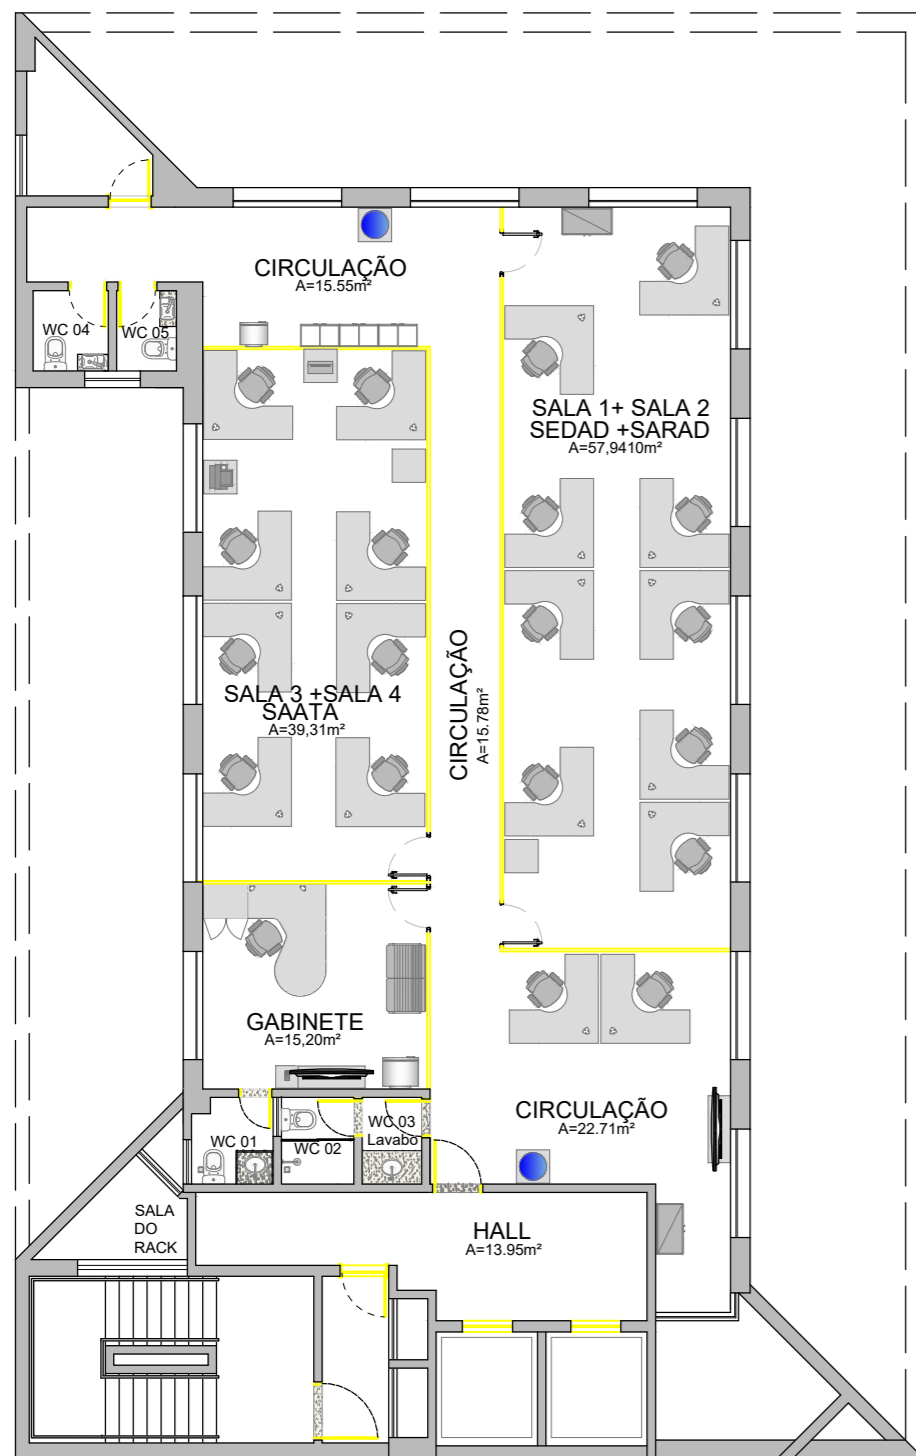 CIRCULAÇÃO
A=15.55m²
WC 04
WC 05
SALA 1+ SALA 2
SEDAD +SARAD
A=57,9410m²
CIRCULAÇÃO
A=15.78m²
SALA 3 +SALA 4
SAATA
A=39,31m²
GABINETE
A=15,20m²
CIRCULAÇÃO
A=22.71m²
WC 01
WC 02
WC 03
Lavabo
SALA
DO
RACK
HALL
A=13.95m²